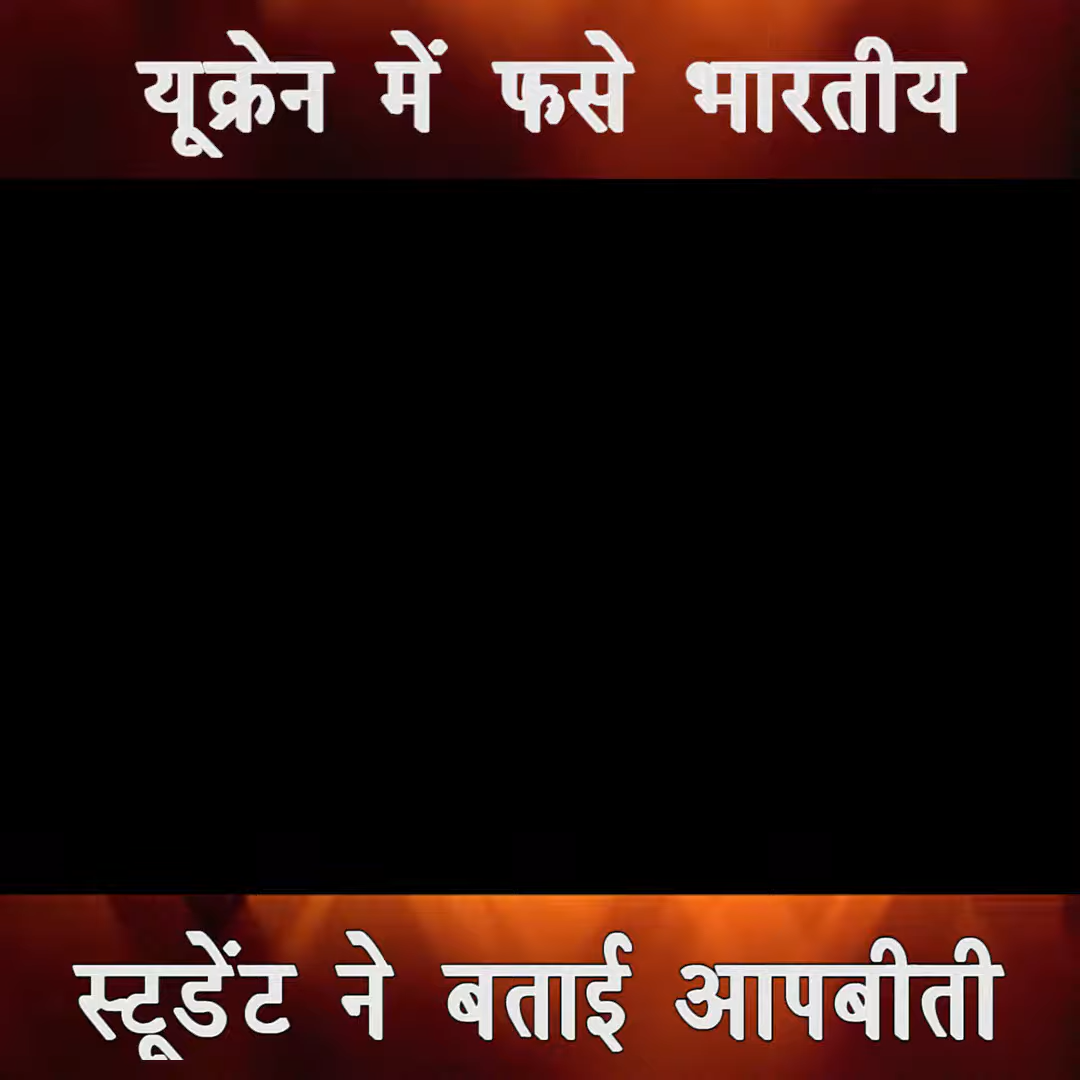 यूक्रेन में फसे भारतीय
स्टूडेंट ने बताई आपबीती